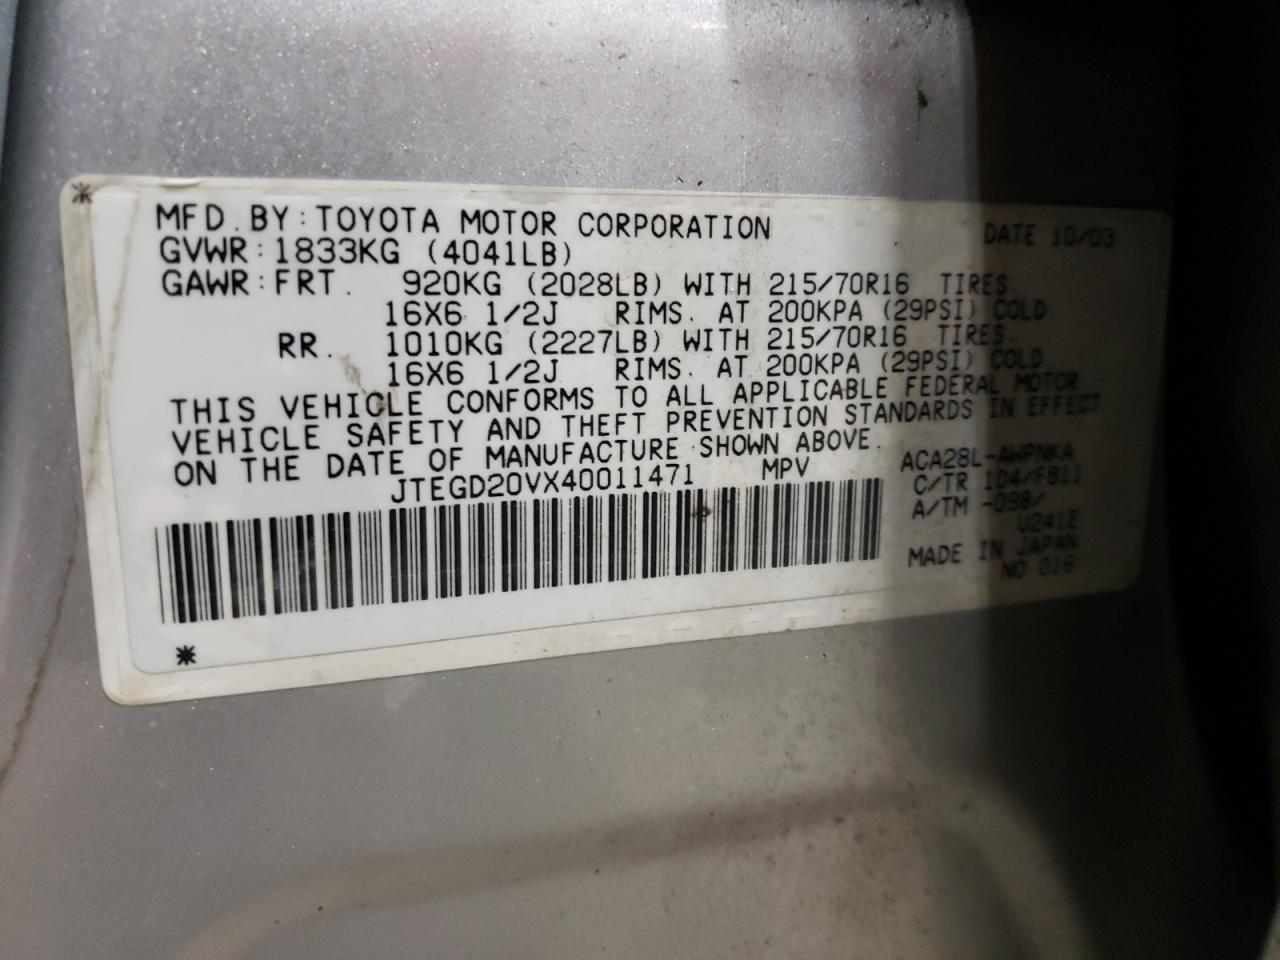 MFD. BY: TOYOTA MOTOR CORPORATION DATE 10/03
GVWR: 1833KG (4041LB)
GAWR: FRT. 920KG (2028LB) WITH 215/70R16 TIRES
16X6 1/2J RIMS. AT 200KPA (29PSI) COLD
RR. 1010KG (2227LB) WITH 215/70R16 TIRES
16X6 1/2J RIMS. AT 200KPA (29PSI) COLD
THIS VEHICLE CONFORMS TO ALL APPLICABLE FEDERAL MOTOR
VEHICLE SAFETY AND THEFT PREVENTION STANDARDS IN EFFECT
ON THE DATE OF MANUFACTURE SHOWN ABOVE.
JTEGD20VX40011471 MPV
ACA28L-AWPNKA
C/TR 1D4/FB11
A/TM -09B/
U241E
MADE IN JAPAN
NO 016